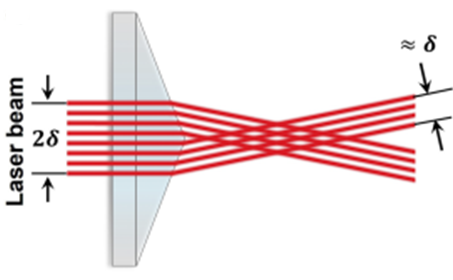 ≈ δ
Laser beam
2δ